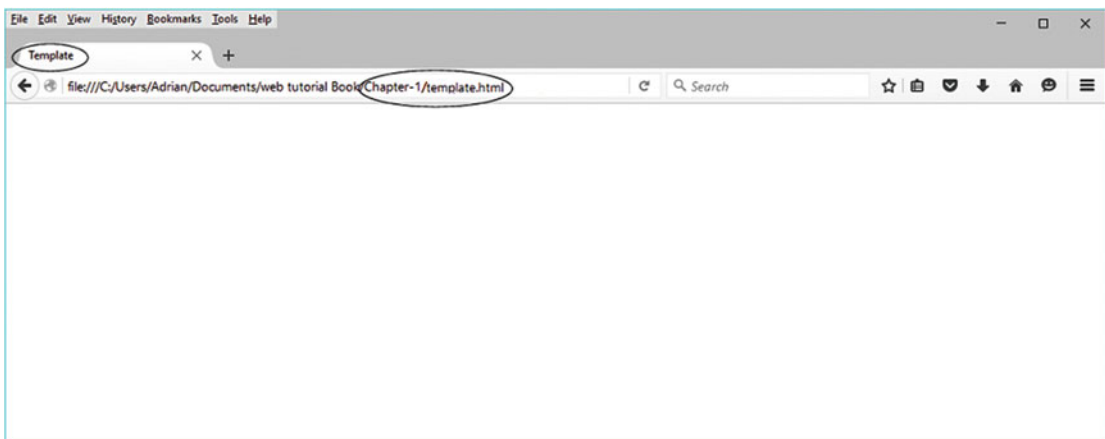 File Edit View History Bookmarks Tools Help
Template
file:///C:/Users/Adrian/Documents/web tutorial Book/Chapter-1/template.html
Search